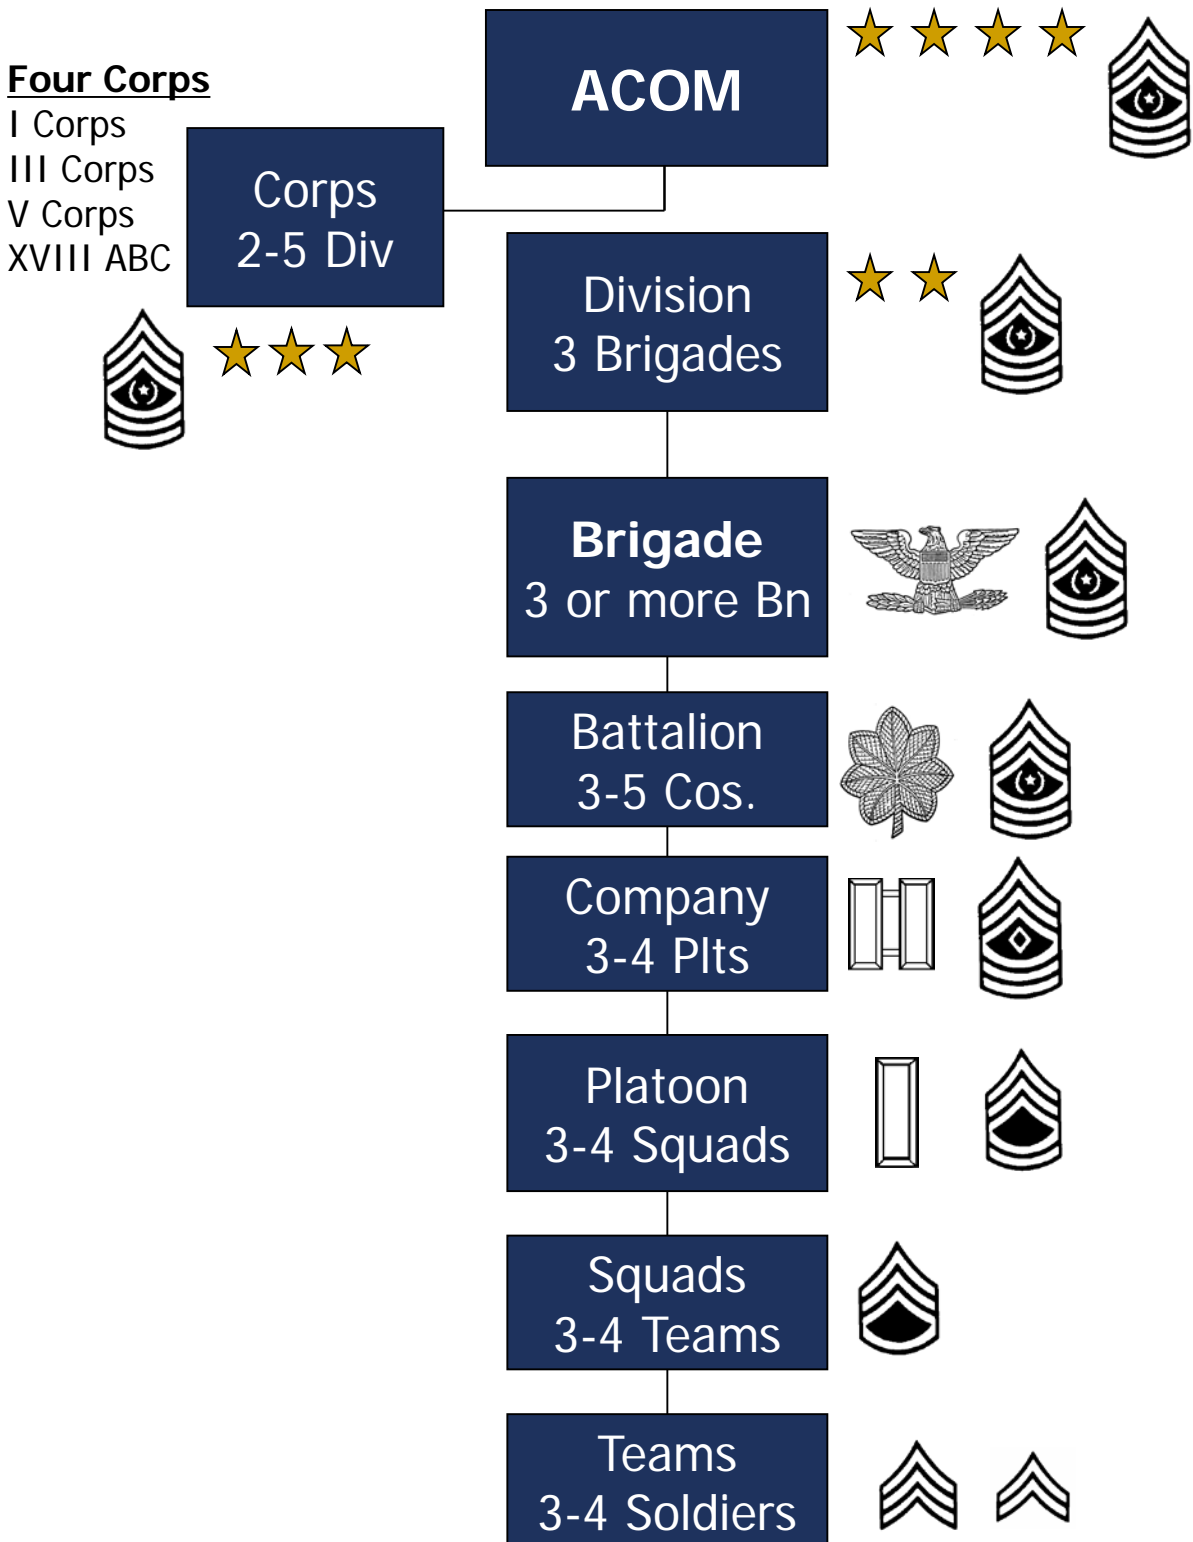 ACOM
Four Corps
I Corps
III Corps
V Corps
XVIII ABC
Corps
2-5 Div
Division
3 Brigades
Brigade
3 or more Bn
Battalion
3-5 Cos.
Company
3-4 Plts
Platoon
3-4 Squads
Squads
3-4 Teams
Teams
3-4 Soldiers